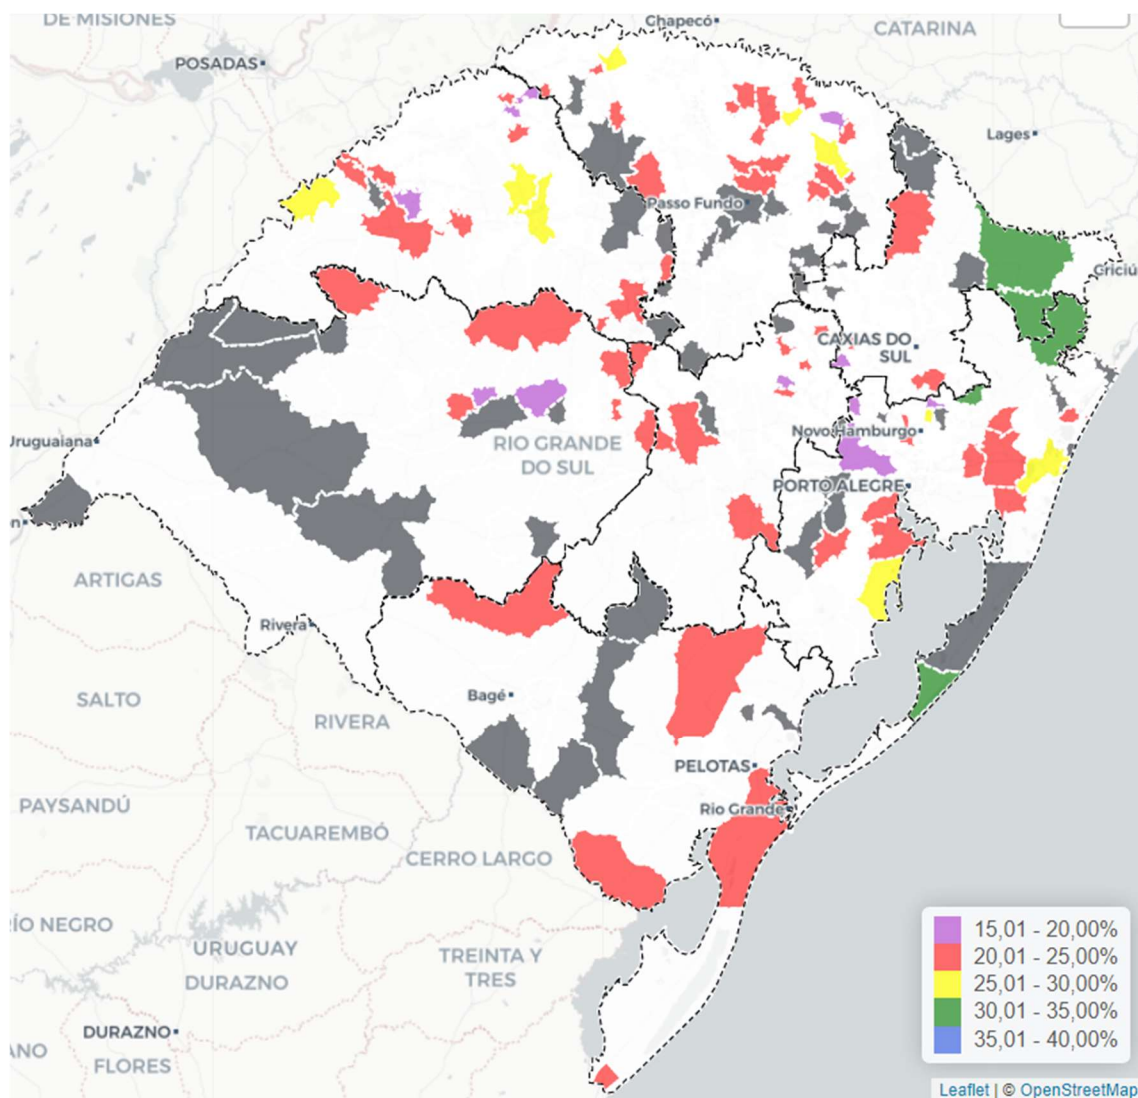 DE MISIONES
Chapecó
CATARINA
POSADAS
Lages
Passo Fundo
Criciú
CAXIAS DO
SUL
Uruguaiana
RIO GRANDE
DO SUL
Novo Hamburgo
PORTO ALEGRE
ARTIGAS
Rivera
SALTO
Bagé
RIVERA
PELOTAS
PAYSANDÚ
Rio Grande
TACUAREMBÓ
CERRO LARGO
ÍO NEGRO
URUGUAY
TREINTA Y
TRES
DURAZNO
DURAZNO
FLORES
ANO
15,01 - 20,00%
20,01 - 25,00%
25,01 - 30,00%
30,01 - 35,00%
35,01 - 40,00%
Leaflet | © OpenStreetMap